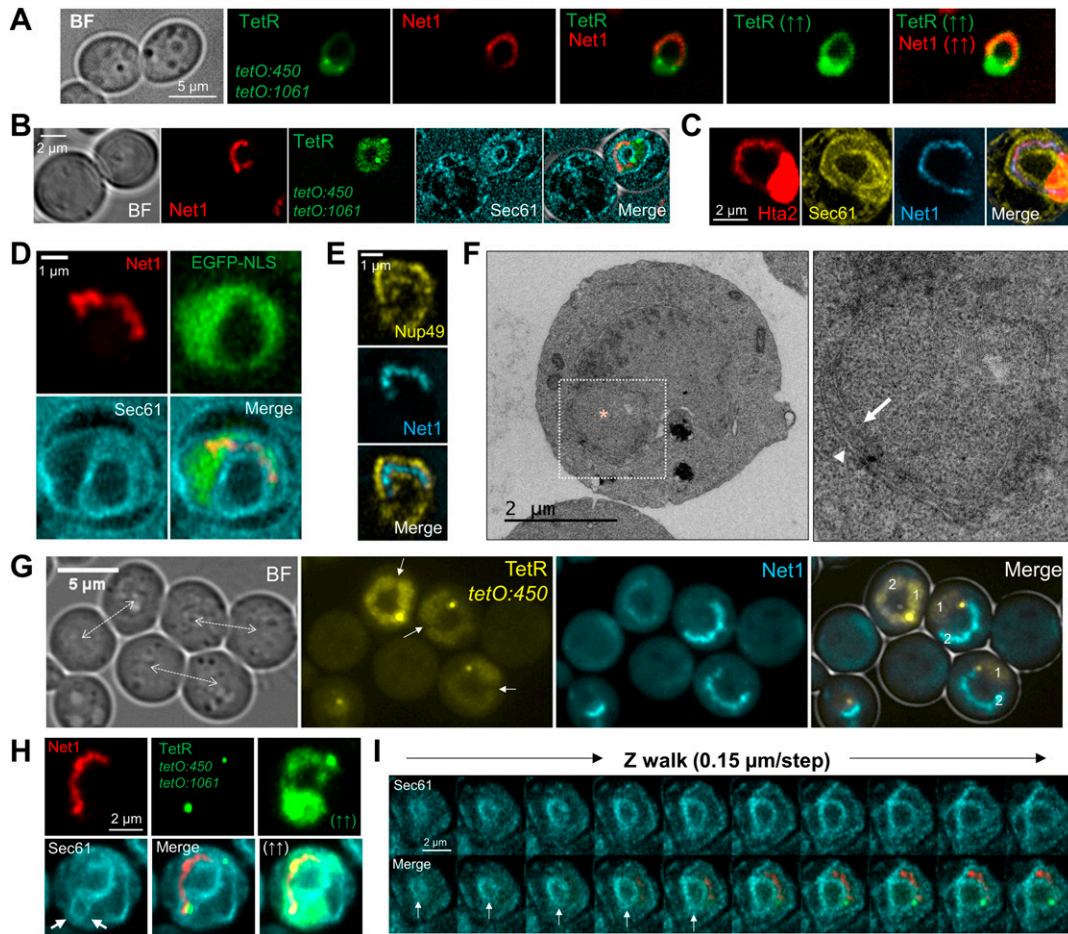 A
BF
5 µm
TetR
tetO:450
tetO:1061
Net1
TetR
Net1
TetR (↑↑)
TetR (↑↑)
Net1 (↑↑)
B
2 µm
BF
Net1
TetR
tetO:450
tetO:1061
Sec61
Merge
C
2 µm
Hta2
Sec61
Net1
Merge
D
1 µm
Net1
EGFP-NLS
Sec61
Merge
E
1 µm
Nup49
Net1
Merge
F
*
2 µm
G
5 µm
BF
TetR
tetO:450
Net1
Merge
2
1
1
2
1
2
H
Net1
2 µm
TetR
tetO:450
tetO:1061
(↑↑)
Sec61
Merge
(↑↑)
I
Z walk (0.15 µm/step)
Sec61
2 µm
Merge